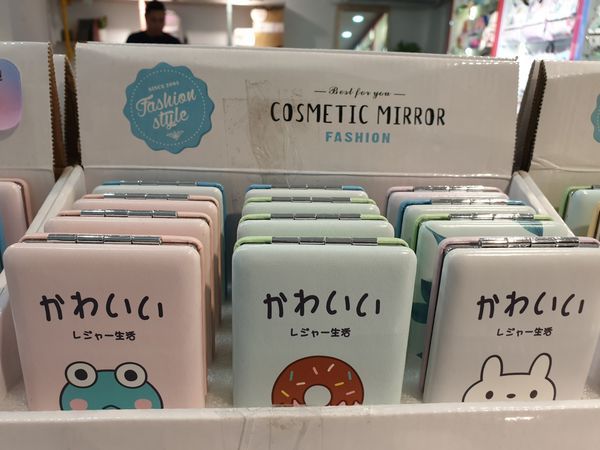 SINCE 1991
Fashion
style
Best for you
COSMETIC MIRROR
FASHION
かわいい
レジャー生活
かわいい
レジャー生活
かわいい
レジャー生活